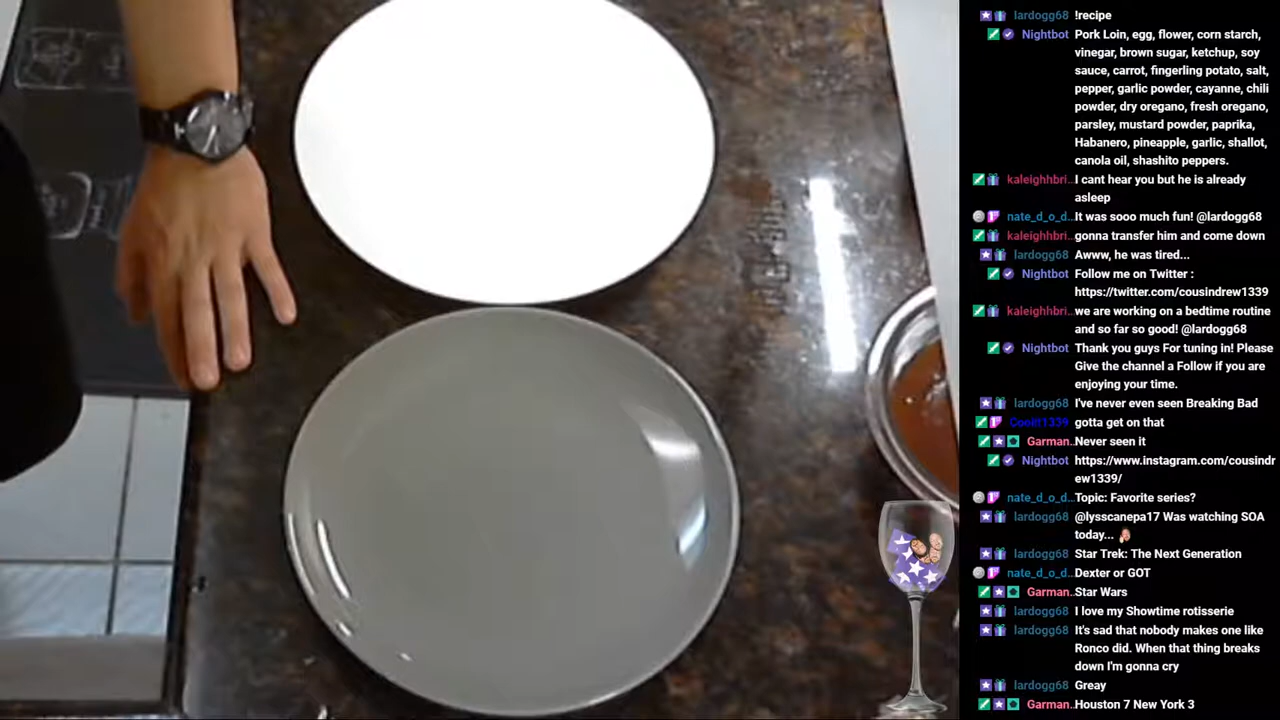 lardogg68 !recipe
Nightbot Pork Loin, egg, flower, corn starch,
vinegar, brown sugar, ketchup, soy
sauce, carrot, fingerling potato, salt,
pepper, garlic powder, cayanne, chili
powder, dry oregano, fresh oregano,
parsley, mustard powder, paprika,
Habanero, pineapple, garlic, shallot,
canola oil, shashito peppers.
kaleighhbri... I cant hear you but he is already
asleep
nate_d_o_d... It was sooo much fun! @lardogg68
kaleighhbri... gonna transfer him and come down
lardogg68 Awww, he was tired...
Nightbot Follow me on Twitter :
https://twitter.com/cousindrew1339
kaleighhbri... we are working on a bedtime routine
and so far so good! @lardogg68
Nightbot Thank you guys For tuning in! Please
Give the channel a Follow if you are
enjoying your time.
lardogg68 I've never even seen Breaking Bad
gotta get on that
Garman... Never seen it
Nightbot https://www.instagram.com/cousindr
ew1339/
nate_d_o_d... Topic: Favorite series?
lardogg68 @lysscanepa17 Was watching SOA
today...
lardogg68 Star Trek: The Next Generation
nate_d_o_d... Dexter or GOT
Garman... Star Wars
lardogg68 I love my Showtime rotisserie
lardogg68 It's sad that nobody makes one like
Ronco did. When that thing breaks
down I'm gonna cry
lardogg68 Greay
Garman... Houston 7 New York 3